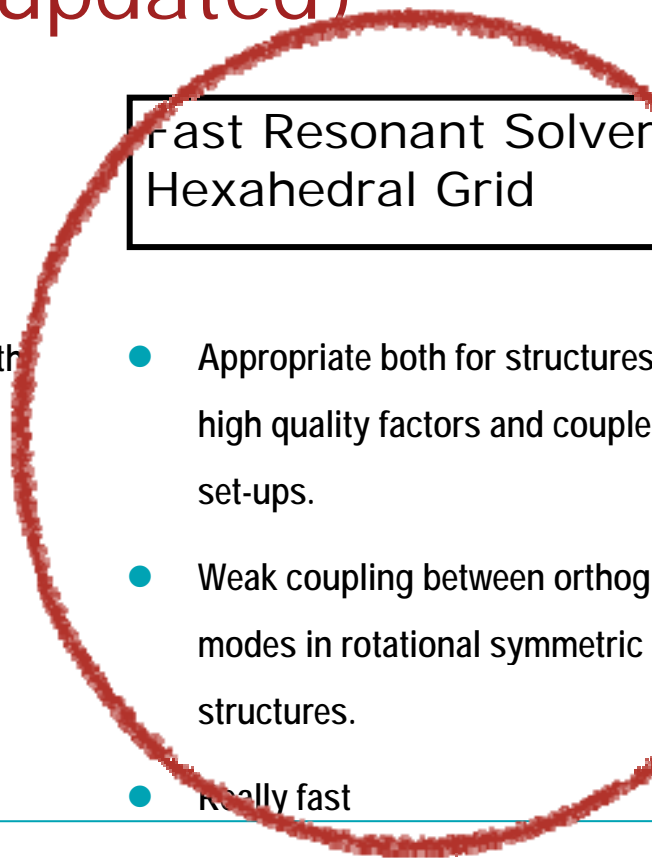 updated)
Fast Resonant Solver
Hexahedral Grid
th
Appropriate both for structures
high quality factors and couple
set-ups.
Weak coupling between orthog
modes in rotational symmetric
structures.
Really fast